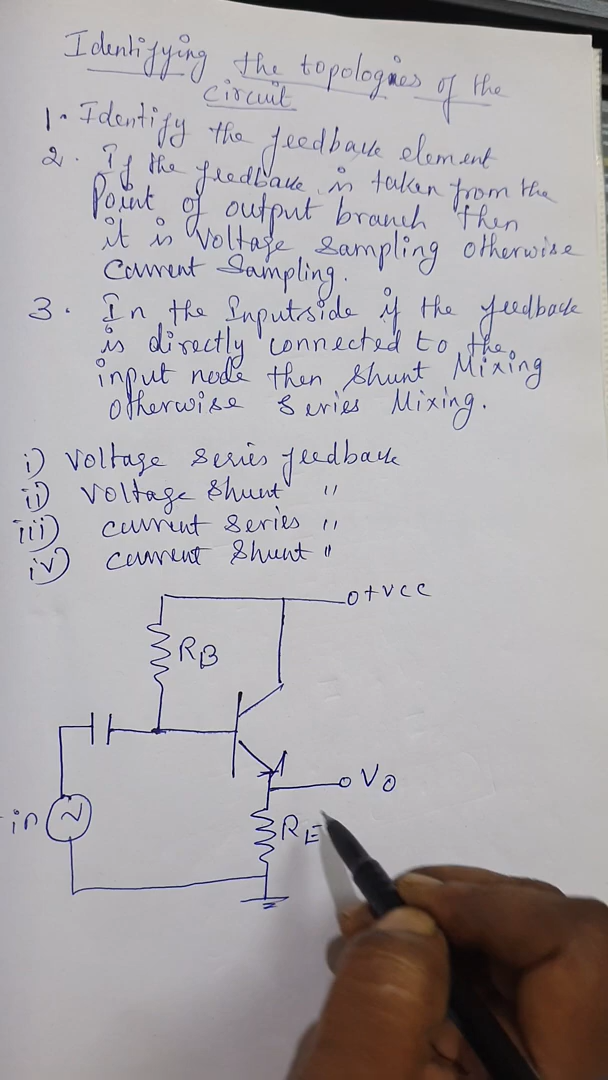 Identifying the topologies of the
circuit
1. Identify the feedback element
2. If the feedback is taken from the
Point of output branch then
it is Voltage Sampling otherwise
Current Sampling.
3. In the Inputside if the feedback
is directly connected to the
input node then shunt Mixing
otherwise Series Mixing.
i) Voltage series feedback
ii) Voltage shunt "
iii) current series "
iv) current shunt "
+VCC
RB
VO
in
RE